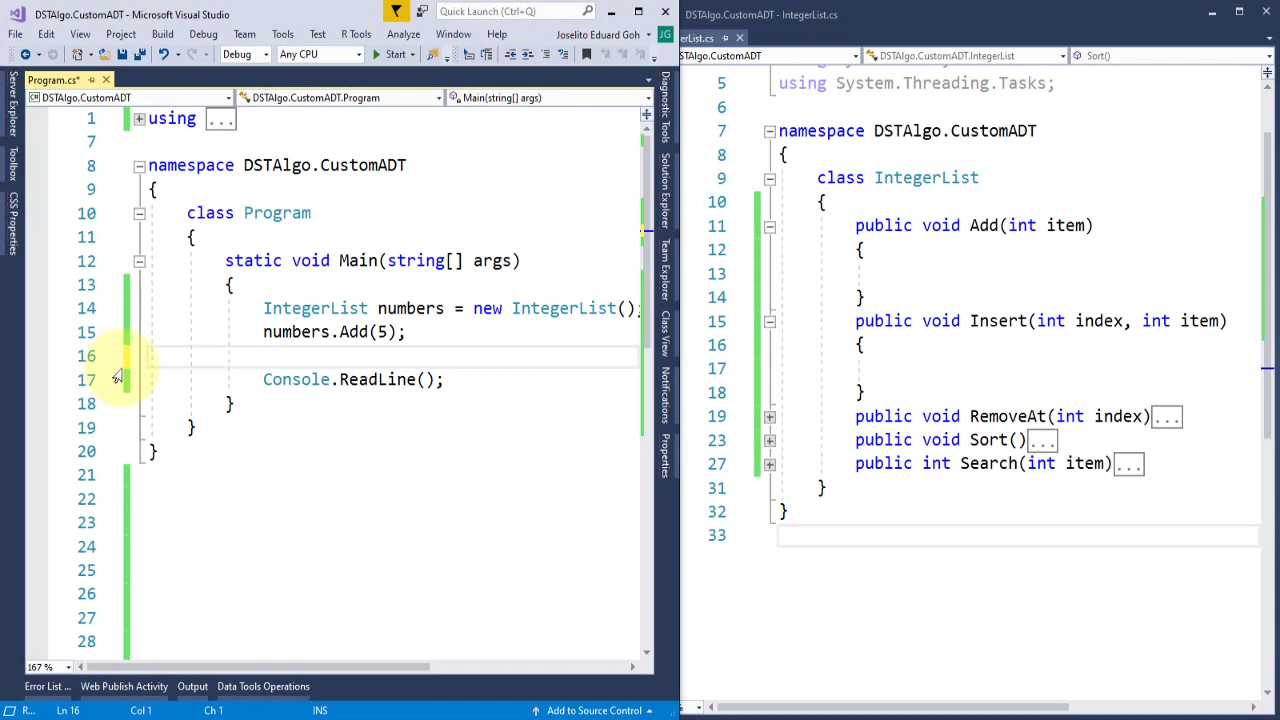 DSTAlgo.CustomADT - Microsoft Visual Studio
Quick Launch (Ctrl+Q)
File Edit View Project Build Debug Team Tools R Tools Analyze Window Help Joselito Eduard Goh JG
Debug Any CPU Start
Program.cs*
DSTAlgo.CustomADT DSTAlgo.CustomADT.Program Main(string[] args)
Server Explorer
Toolbox
CSS Properties
1 using ...
7
8 namespace DSTAlgo.CustomADT
9 {
10 class Program
11 {
12 static void Main(string[] args)
13 {
14 IntegerList numbers = new IntegerList();
15 numbers.Add(5);
16
17 Console.ReadLine();
18 }
19 }
20 }
21
22
23
24
25
26
27
28
167 %
Diagnostic Tools
Solution Explorer
Team Explorer
Class View
Notifications
Properties
Error List ... Web Publish Activity Output Data Tools Operations
R... Ln 16 Col 1 Ch 1 INS Add to Source Control
DSTAlgo.CustomADT - IntegerList.cs
erList.cs
STAlgo.CustomADT DSTAlgo.CustomADT.IntegerList Sort()
5 using System.Threading.Tasks;
6
7 namespace DSTAlgo.CustomADT
8 {
9 class IntegerList
10 {
11 public void Add(int item)
12 {
13
14 }
15 public void Insert(int index, int item)
16 {
17
18 }
19 public void RemoveAt(int index)...
23 public void Sort()...
27 public int Search(int item)...
31 }
32 }
33